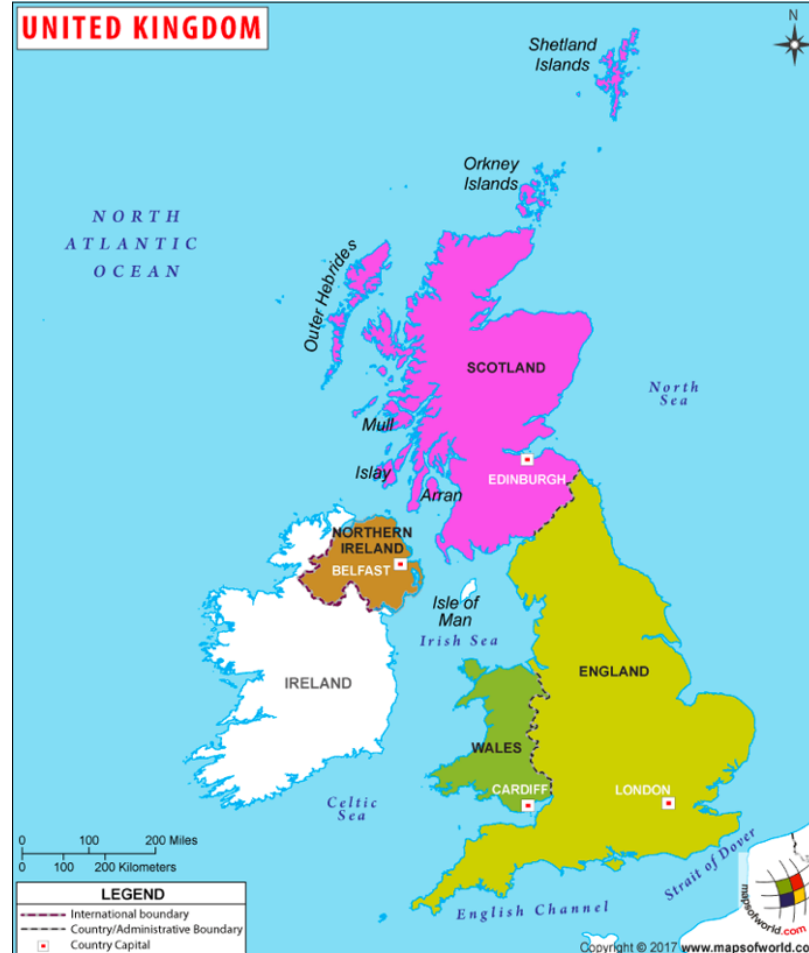 UNITED KINGDOM
N
Shetland
Islands
Orkney
Islands
NORTH
ATLANTIC
OCEAN
Outer Hebrides
SCOTLAND
North
Sea
Mull
Islay
Arran
EDINBURGH
NORTHERN
IRELAND
BELFAST
Isle of
Man
Irish Sea
IRELAND
ENGLAND
WALES
CARDIFF
LONDON
Celtic
Sea
0 100 200 Miles
0 100 200 Kilometers
Strait of Dover
English Channel
LEGEND
International boundary
Country/Administrative Boundary
Country Capital
mapsofworld.com
Copyright © 2017 www.mapsofworld.co